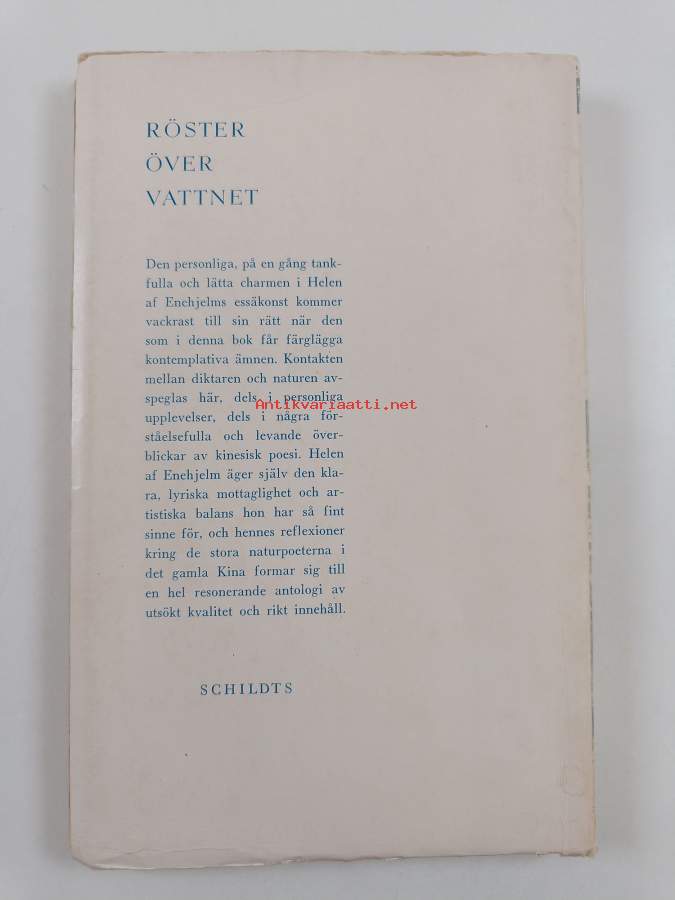 RÖSTER
ÖVER
VATTNET
Den personliga, på en gång tank-
fulla och lätta charmen i Helen
af Enehjelms essäkonst kommer
vackrast till sin rätt när den
som i denna bok får färglägga
kontemplativa ämnen. Kontakten
mellan diktaren och naturen av-
speglas här, dels i personliga
Antikvariaatti.net
upplevelser, dels i några för-
ståelsefulla och levande över-
blickar av kinesisk poesi. Helen
af Enehjelm äger själv den kla-
ra, lyriska mottaglighet och ar-
tistiska balans hon har så fint
sinne för, och hennes reflexioner
kring de stora naturpoeterna i
det gamla Kina formar sig till
en hel resonerande antologi av
utsökt kvalitet och rikt innehåll.
SCHILDTS